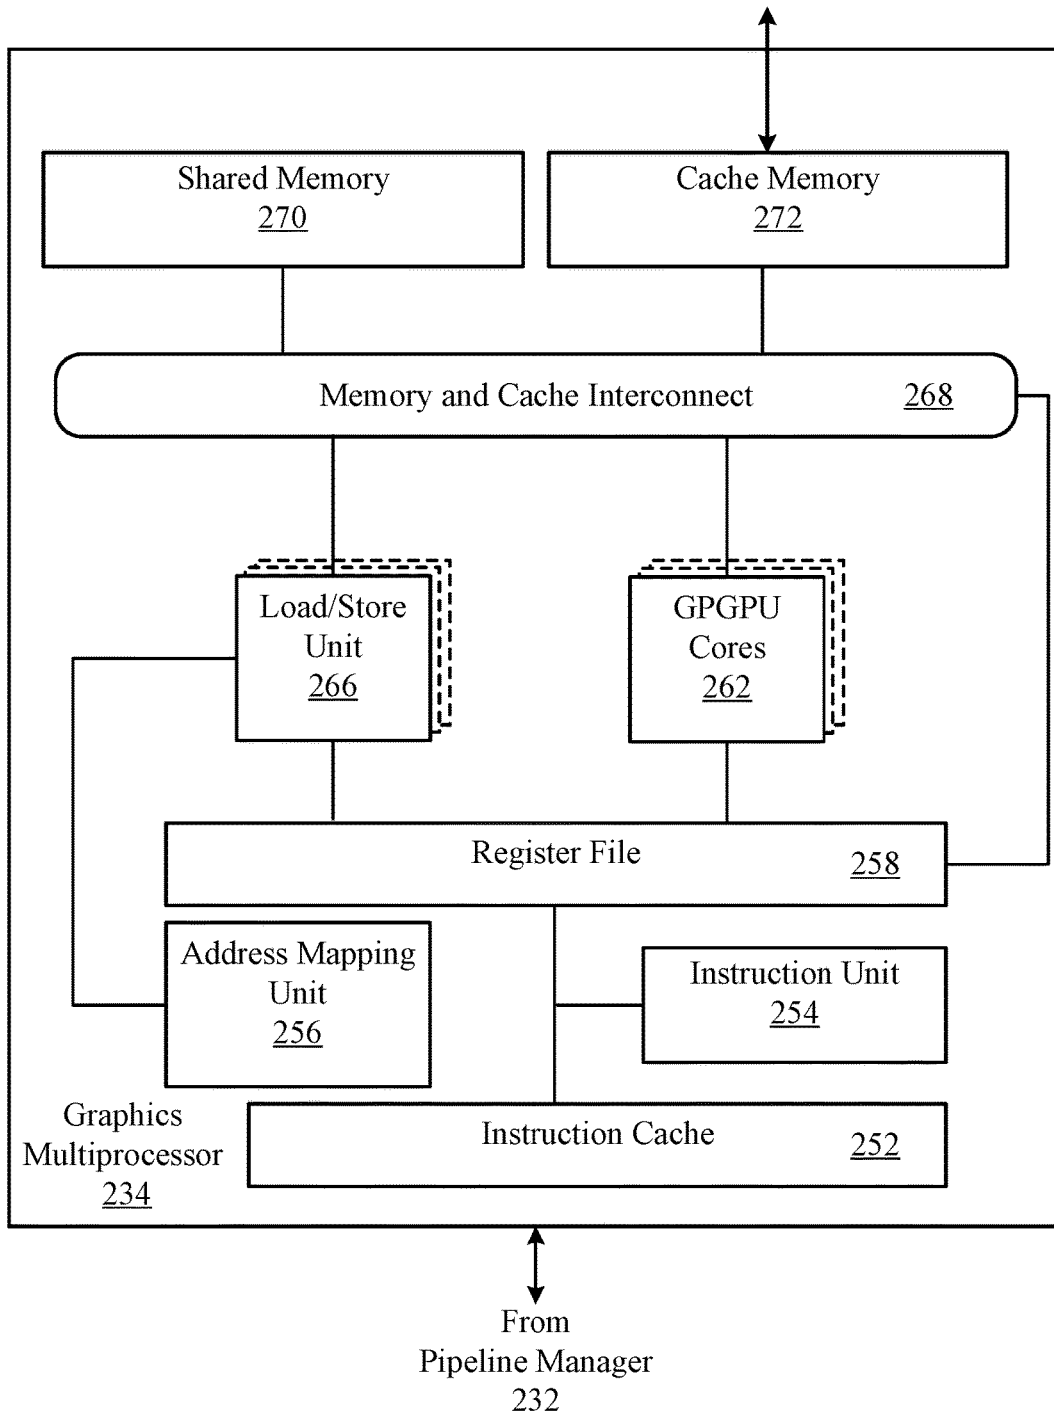 Shared Memory
270
Cache Memory
272
Memory and Cache Interconnect 268
Load/Store
Unit
266
GPGPU
Cores
262
Register File 258
Address Mapping
Unit
256
Instruction Unit
254
Instruction Cache 252
Graphics
Multiprocessor
234
From
Pipeline Manager
232